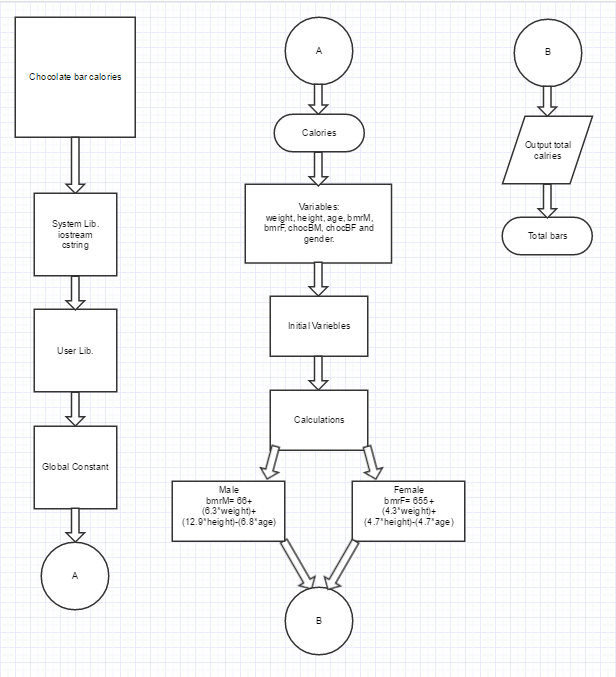 Chocolate bar calories
System Lib.
iostream
cstring
User Lib.
Global Constant
A
A
Calories
Variables:
weight, height, age, bmrM,
bmrF, chocBM, chocBF and
gender.
Initial Variables
Calculations
Male
bmrM= 66+
(6.3*weight)+
(12.9*height)-(6.8*age)
Female
bmrF= 655+
(4.3*weight)+
(4.7*height)-(4.7*age)
B
B
Output total
calries
Total bars